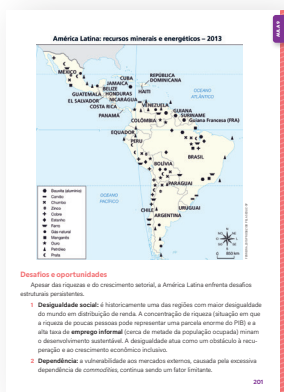 AULA 9
América Latina: recursos minerais e energéticos – 2013
MÉXICO
CUBA
REPÚBLICA
DOMINICANA
JAMAICA
BELIZE
HAITI
GUATEMALA
HONDURAS
EL SALVADOR
NICARÁGUA
COSTA RICA
PANAMÁ
VENEZUELA
GUIANA
SURINAME
Guiana Francesa (FRA)
COLÔMBIA
OCEANO
ATLÂNTICO
EQUADOR
PERU
BRASIL
BOLÍVIA
PARAGUAI
CHILE
URUGUAI
ARGENTINA
OCEANO
PACÍFICO
Bauxita (alumínio)
Carvão
Chumbo
Zinco
Cobre
Estanho
Ferro
Gás natural
Manganês
Ouro
Petróleo
Prata
Desafios e oportunidades
Apesar das riquezas e do crescimento setorial, a América Latina enfrenta desafios
estruturais persistentes.
1 Desigualdade social: é historicamente uma das regiões com maior desigualdade
do mundo em distribuição de renda. A concentração de riqueza (situação em que
a riqueza de poucas pessoas pode representar uma parcela enorme do PIB) e a
alta taxa de emprego informal (cerca de metade da população ocupada) minam
o desenvolvimento sustentável. A desigualdade atua como um obstáculo à recu-
peração e ao crescimento econômico inclusivo.
2 Dependência: a vulnerabilidade aos mercados externos, causada pela excessiva
dependência de commodities, continua sendo um fator limitante.
201